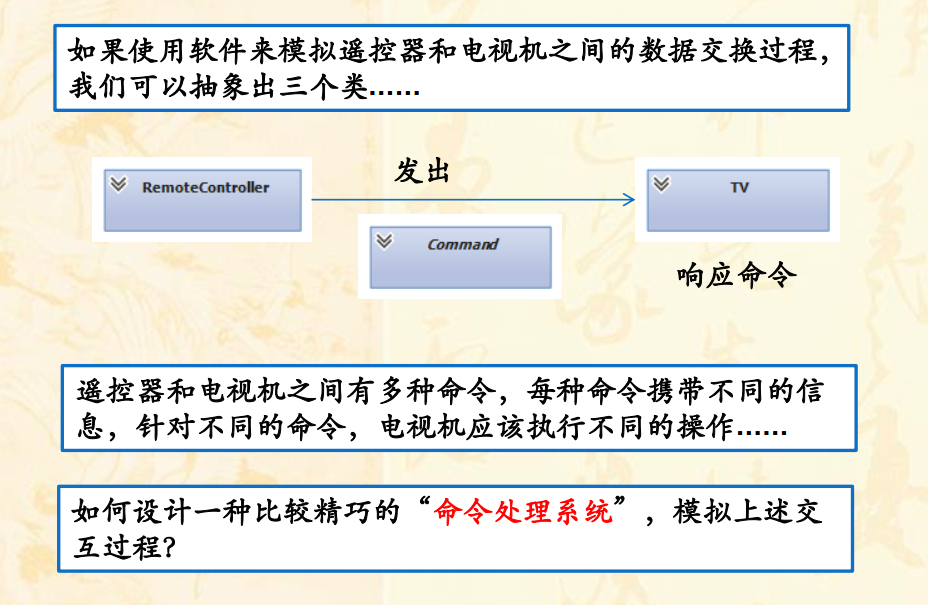 如果使用软件来模拟遥控器和电视机之间的数据交换过程，
我们可以抽象出三个类……
发出
RemoteController
TV
Command
响应命令
遥控器和电视机之间有多种命令，每种命令携带不同的信
息，针对不同的命令，电视机应该执行不同的操作……
如何设计一种比较精巧的“命令处理系统”，模拟上述交
互过程？